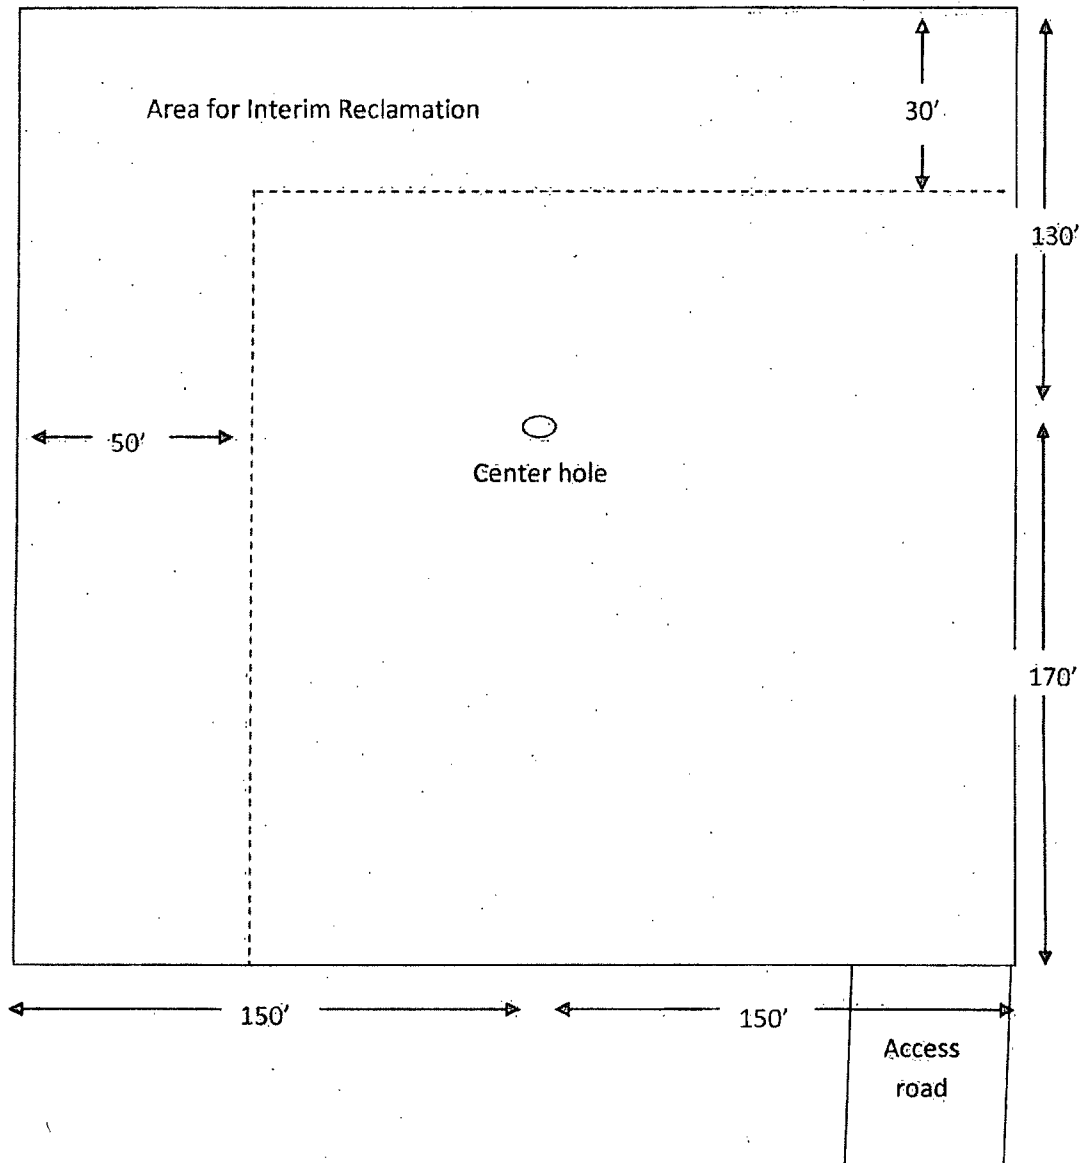 Area for Interim Reclamation
30'
130'
50'
Center hole
170'
150'
150'
Access
road